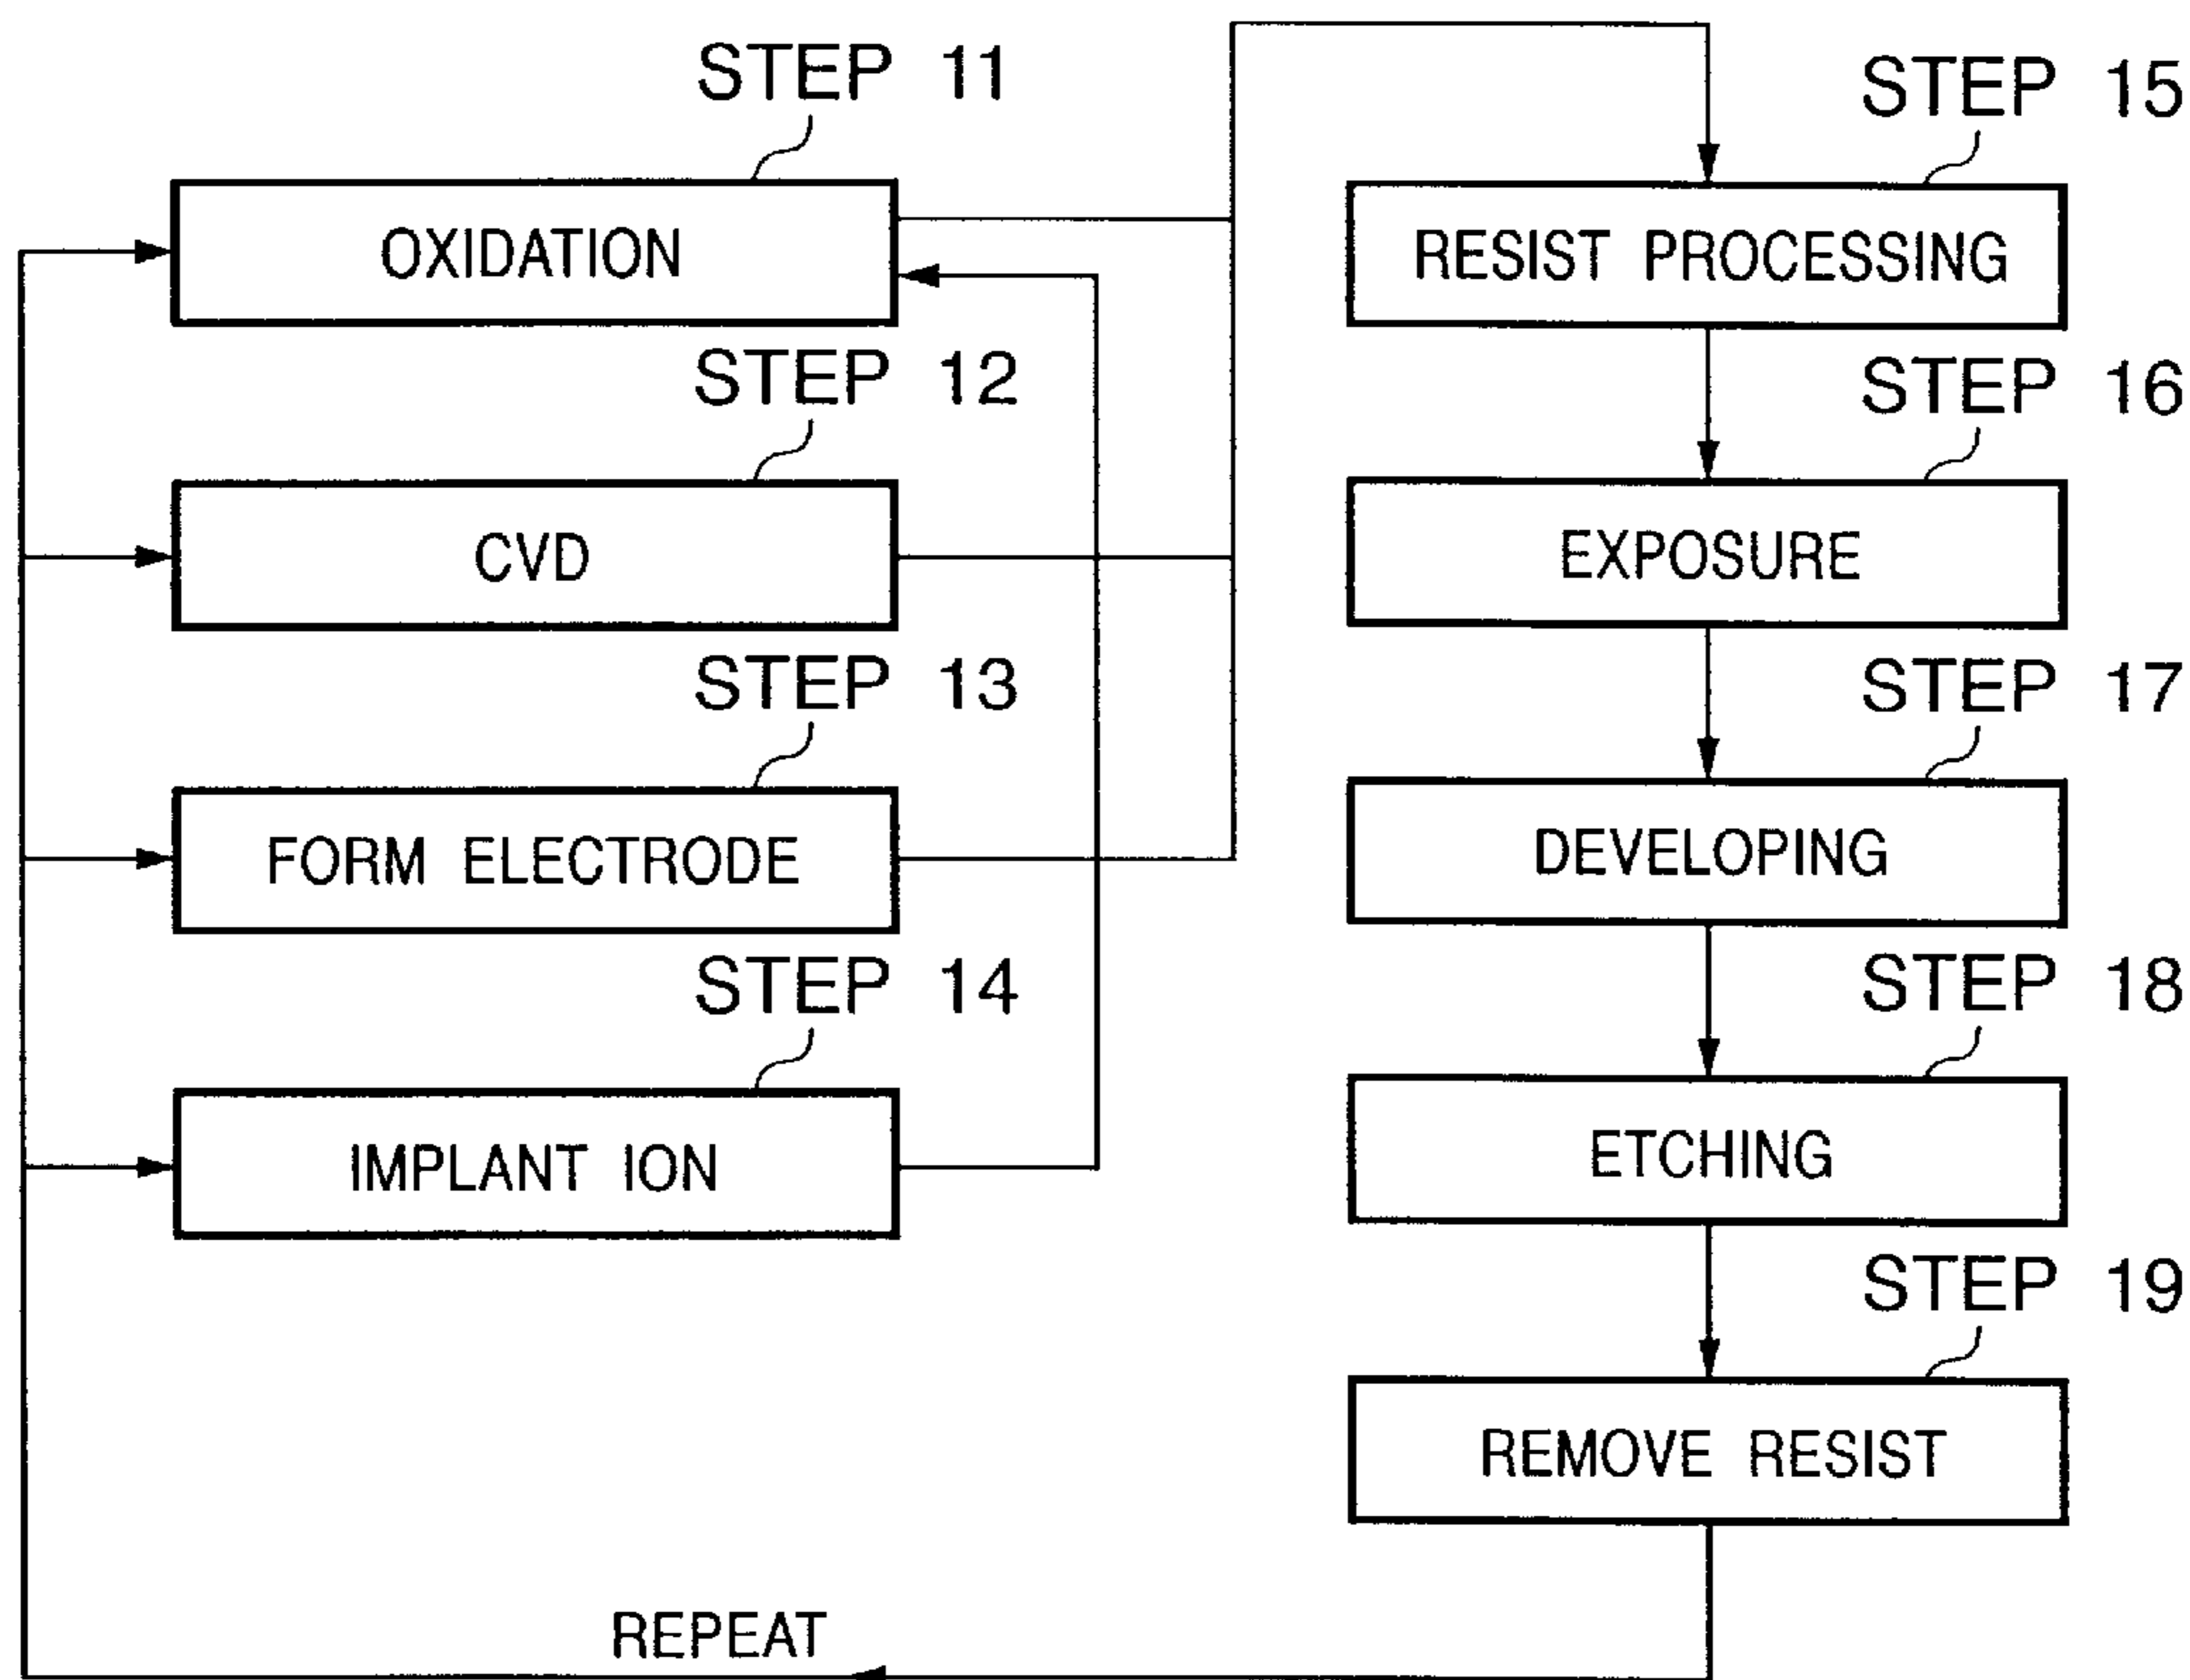 STEP 11
OXIDATION
STEP 12
CVD
STEP 13
FORM ELECTRODE
STEP 14
IMPLANT ION
STEP 15
RESIST PROCESSING
STEP 16
EXPOSURE
STEP 17
DEVELOPING
STEP 18
ETCHING
STEP 19
REMOVE RESIST
REPEAT